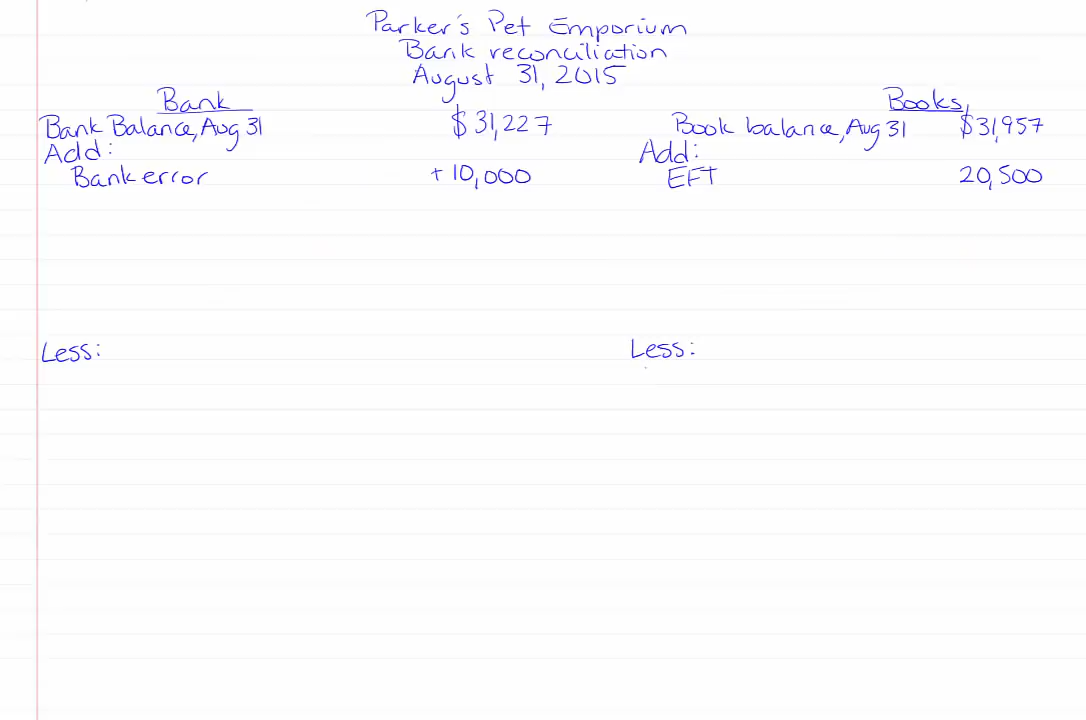 Parker's Pet Emporium
Bank reconciliation
August 31, 2015
Bank
Books
Bank Balance, Aug 31 $31,227
Book balance, Aug 31 $31,957
Add:
Add:
Bank error +10,000
EFT 20,500
Less:
Less: